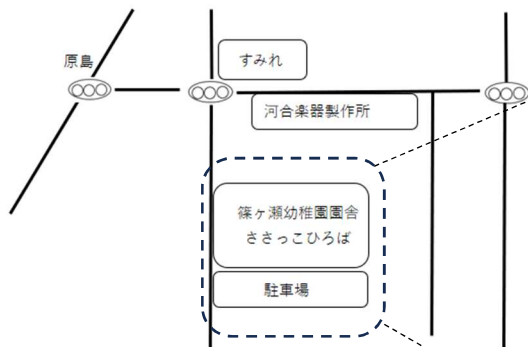 すみれ
原島
河合楽器製作所
篠ヶ瀬幼稚園園舎
ささっこひろば
駐車場